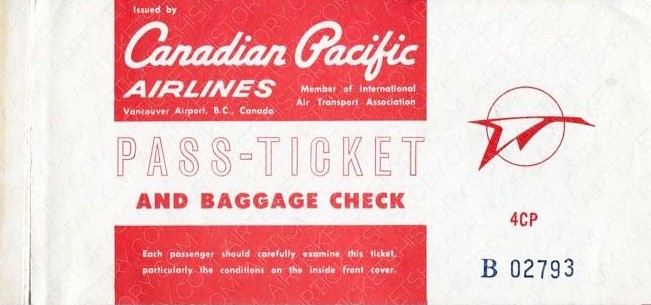 Issued by
Canadian Pacific
AIRLINES
Member of International
Air Transport Association
Vancouver Airport, B.C., Canada
PASS-TICKET
AND BAGGAGE CHECK
4CP
B 02793
Each passenger should carefully examine this ticket,
particularly the conditions on the inside front cover.